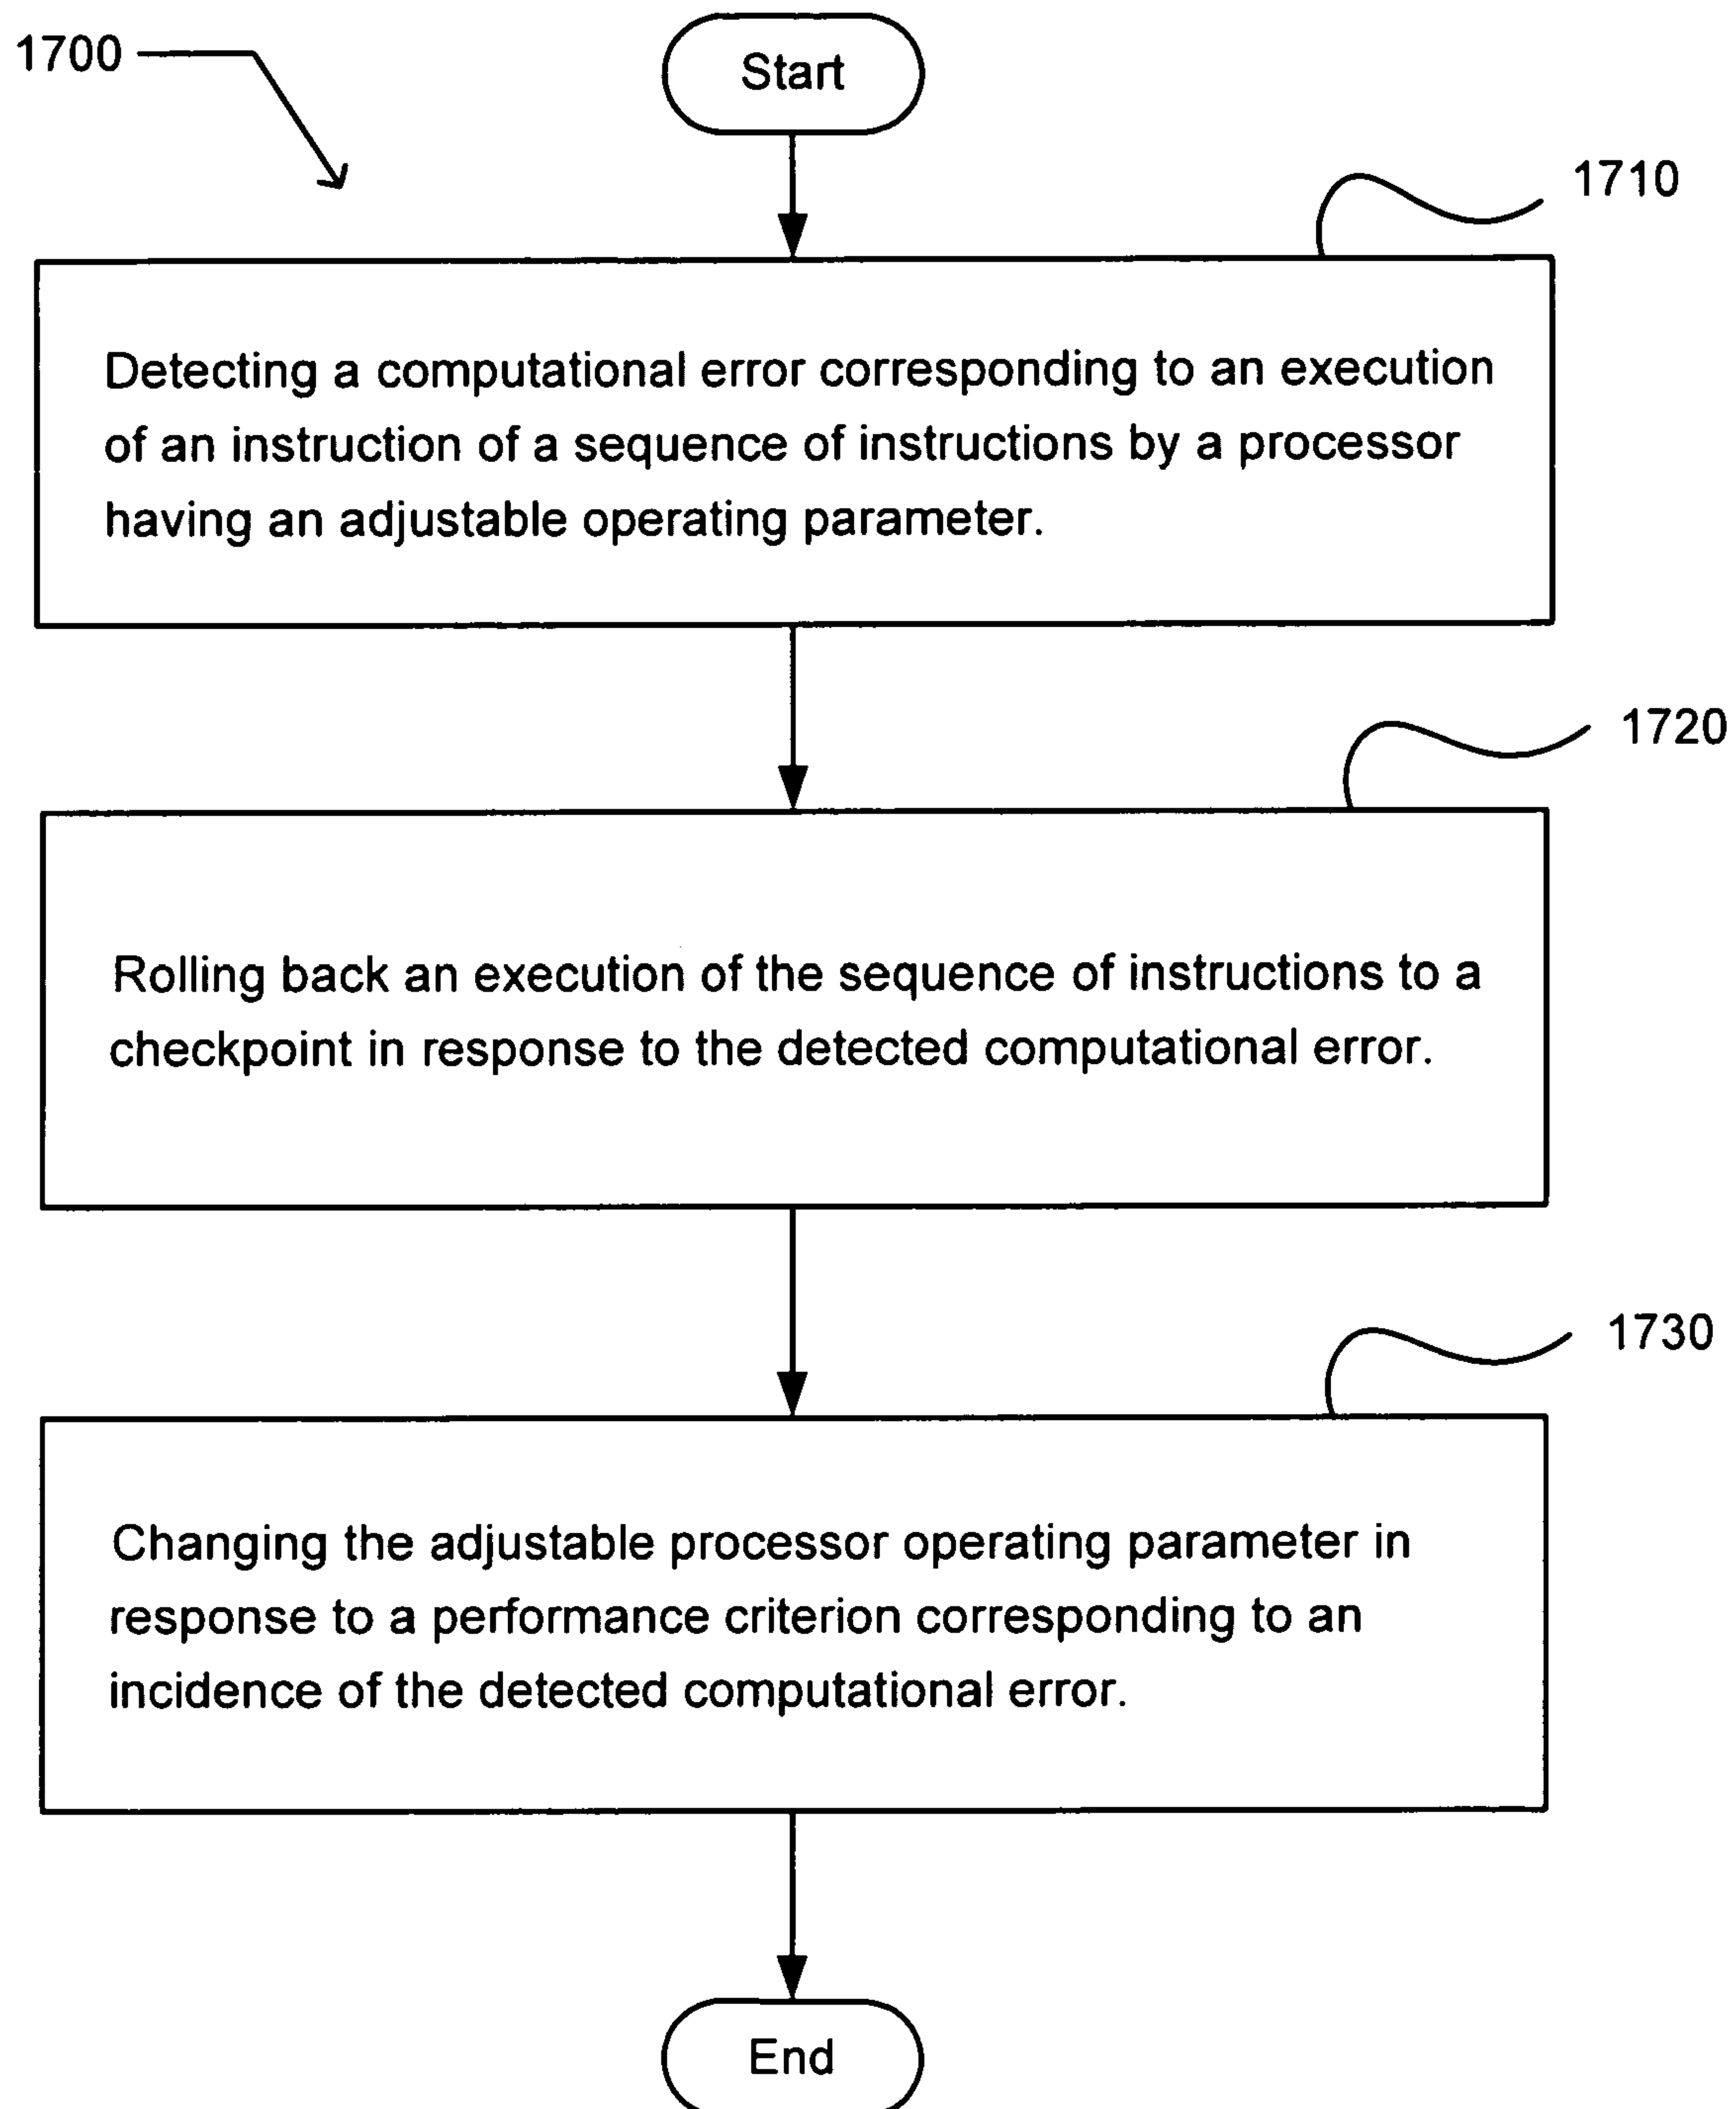 1700
Start
1710
Detecting a computational error corresponding to an execution
of an instruction of a sequence of instructions by a processor
having an adjustable operating parameter.
1720
Rolling back an execution of the sequence of instructions to a
checkpoint in response to the detected computational error.
1730
Changing the adjustable processor operating parameter in
response to a performance criterion corresponding to an
incidence of the detected computational error.
End